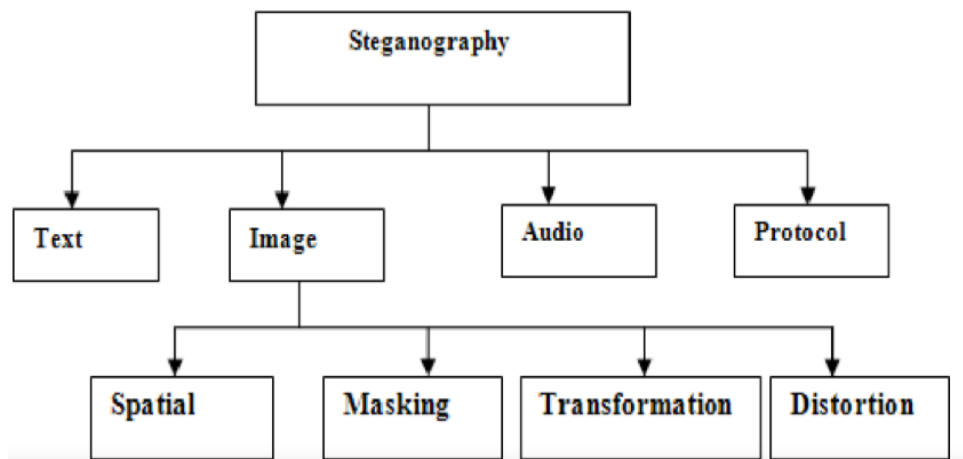 Steganography
Text
Image
Audio
Protocol
Spatial
Masking
Transformation
Distortion